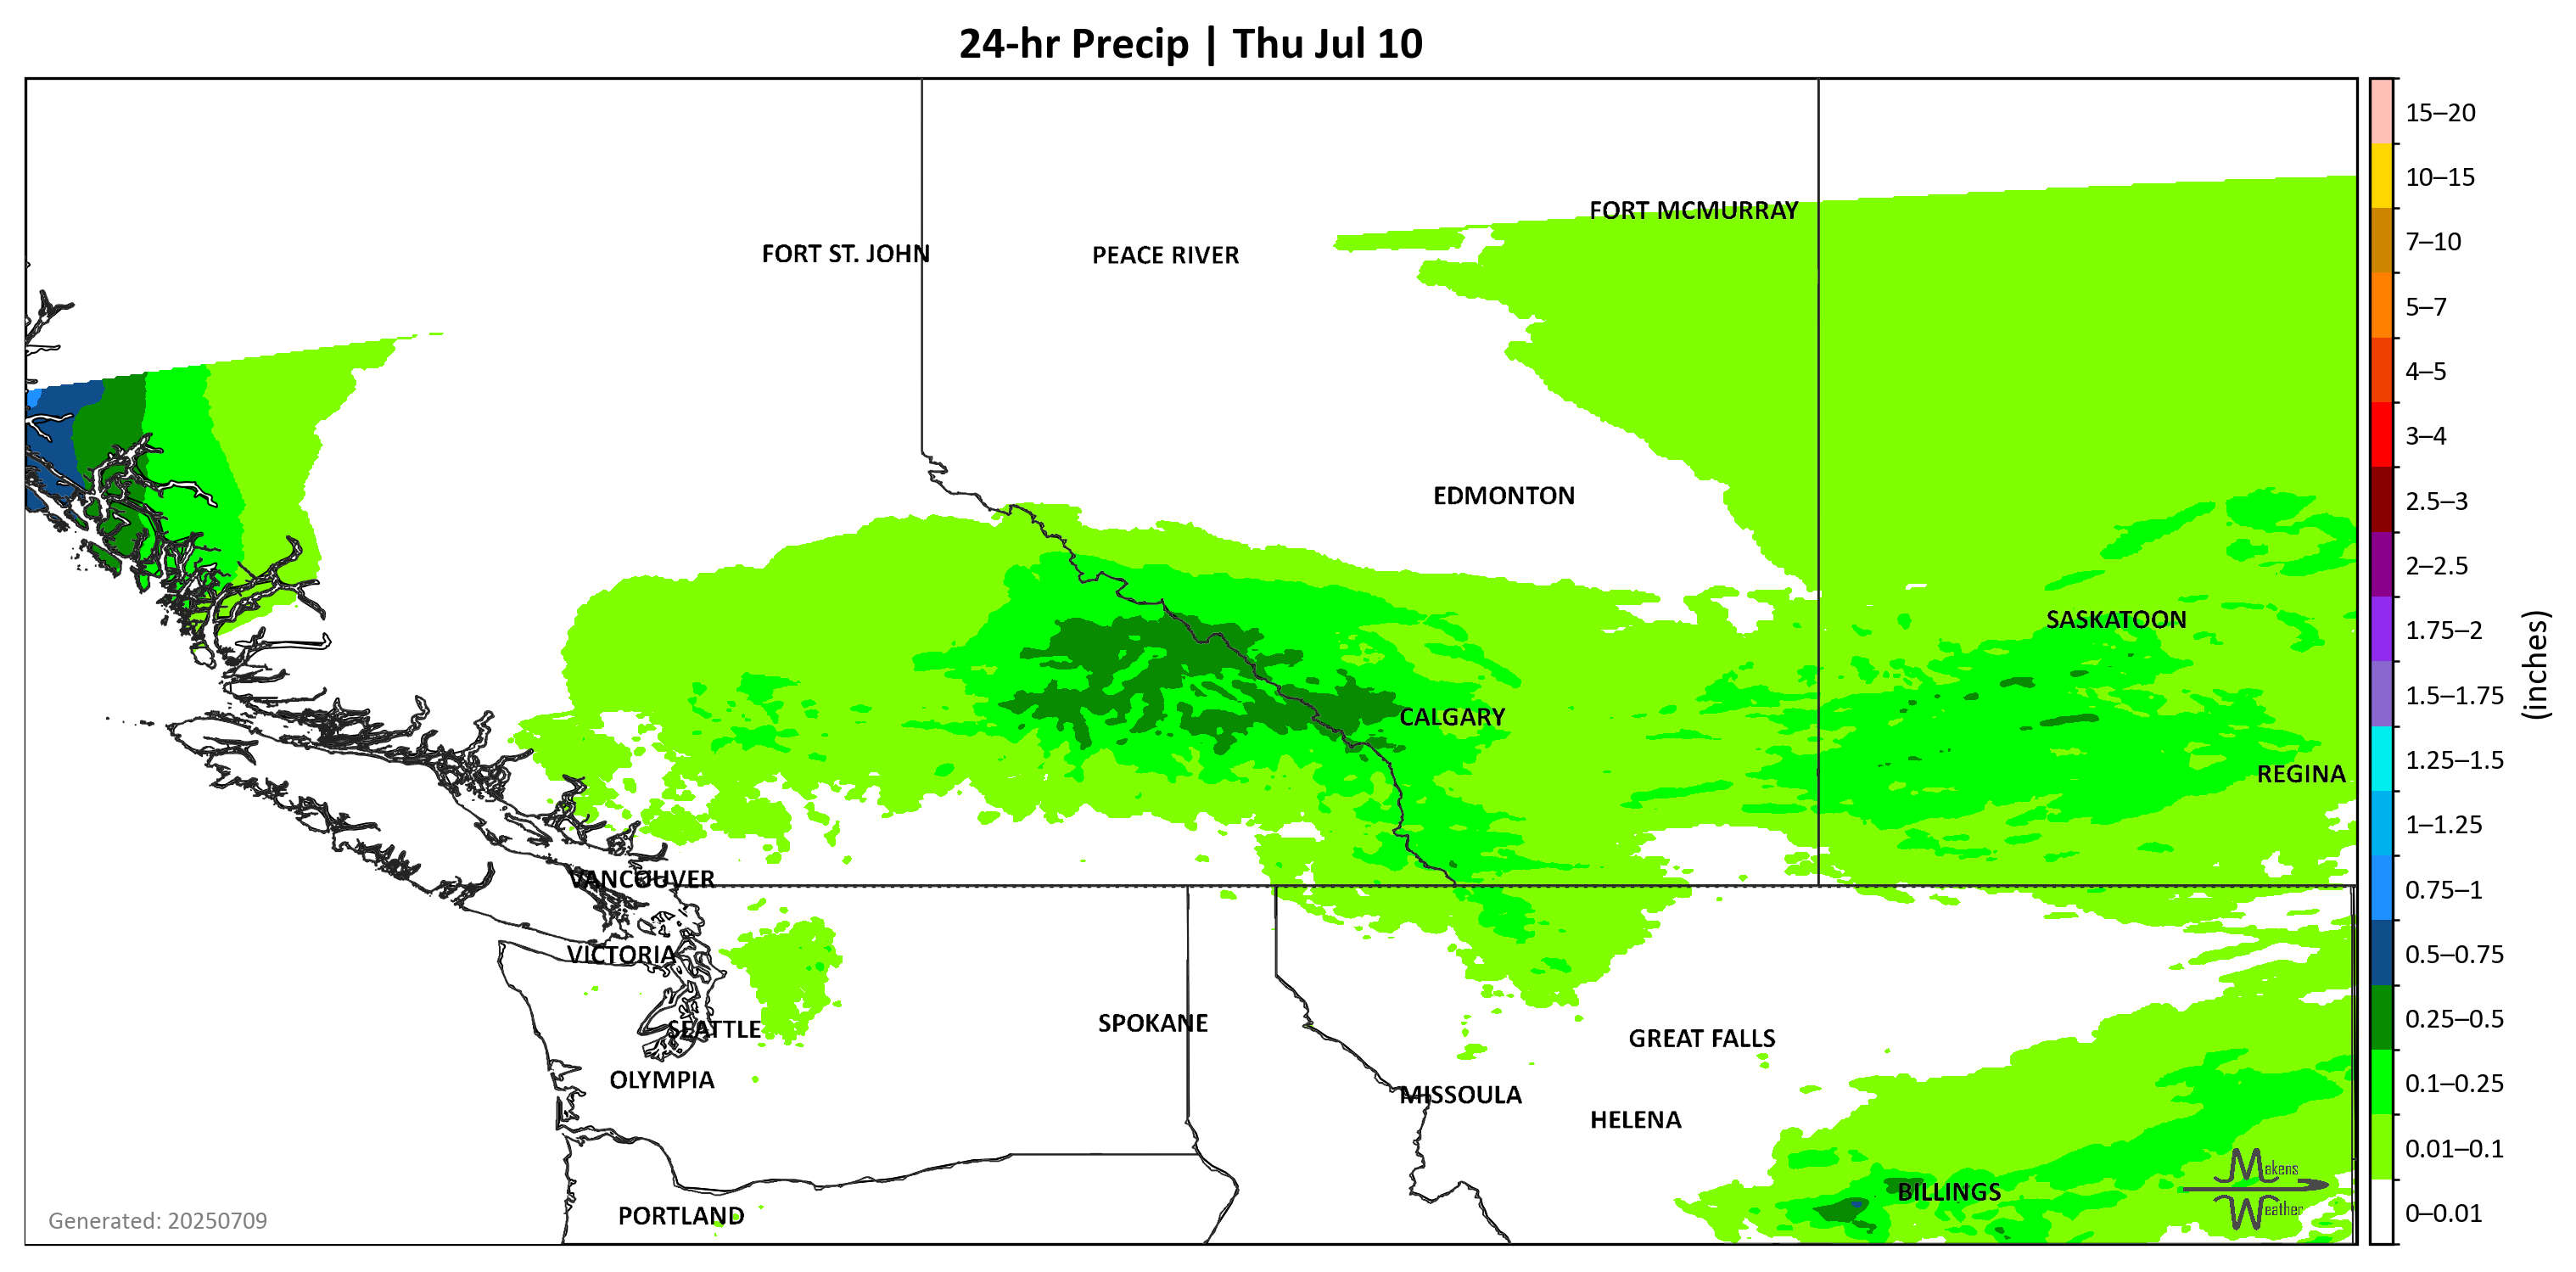 24-hr Precip | Thu Jul 10
FORT MCMURRAY
FORT ST. JOHN
PEACE RIVER
EDMONTON
SASKATOON
CALGARY
REGINA
VANCOUVER
VICTORIA
SEATTLE
SPOKANE
GREAT FALLS
OLYMPIA
MISSOULA
HELENA
BILLINGS
PORTLAND
Makens
Weather
Generated: 20250709
15–20
10–15
7–10
5–7
4–5
3–4
2.5–3
2–2.5
1.75–2
1.5–1.75
1.25–1.5
1–1.25
0.75–1
0.5–0.75
0.25–0.5
0.1–0.25
0.01–0.1
0–0.01
(inches)